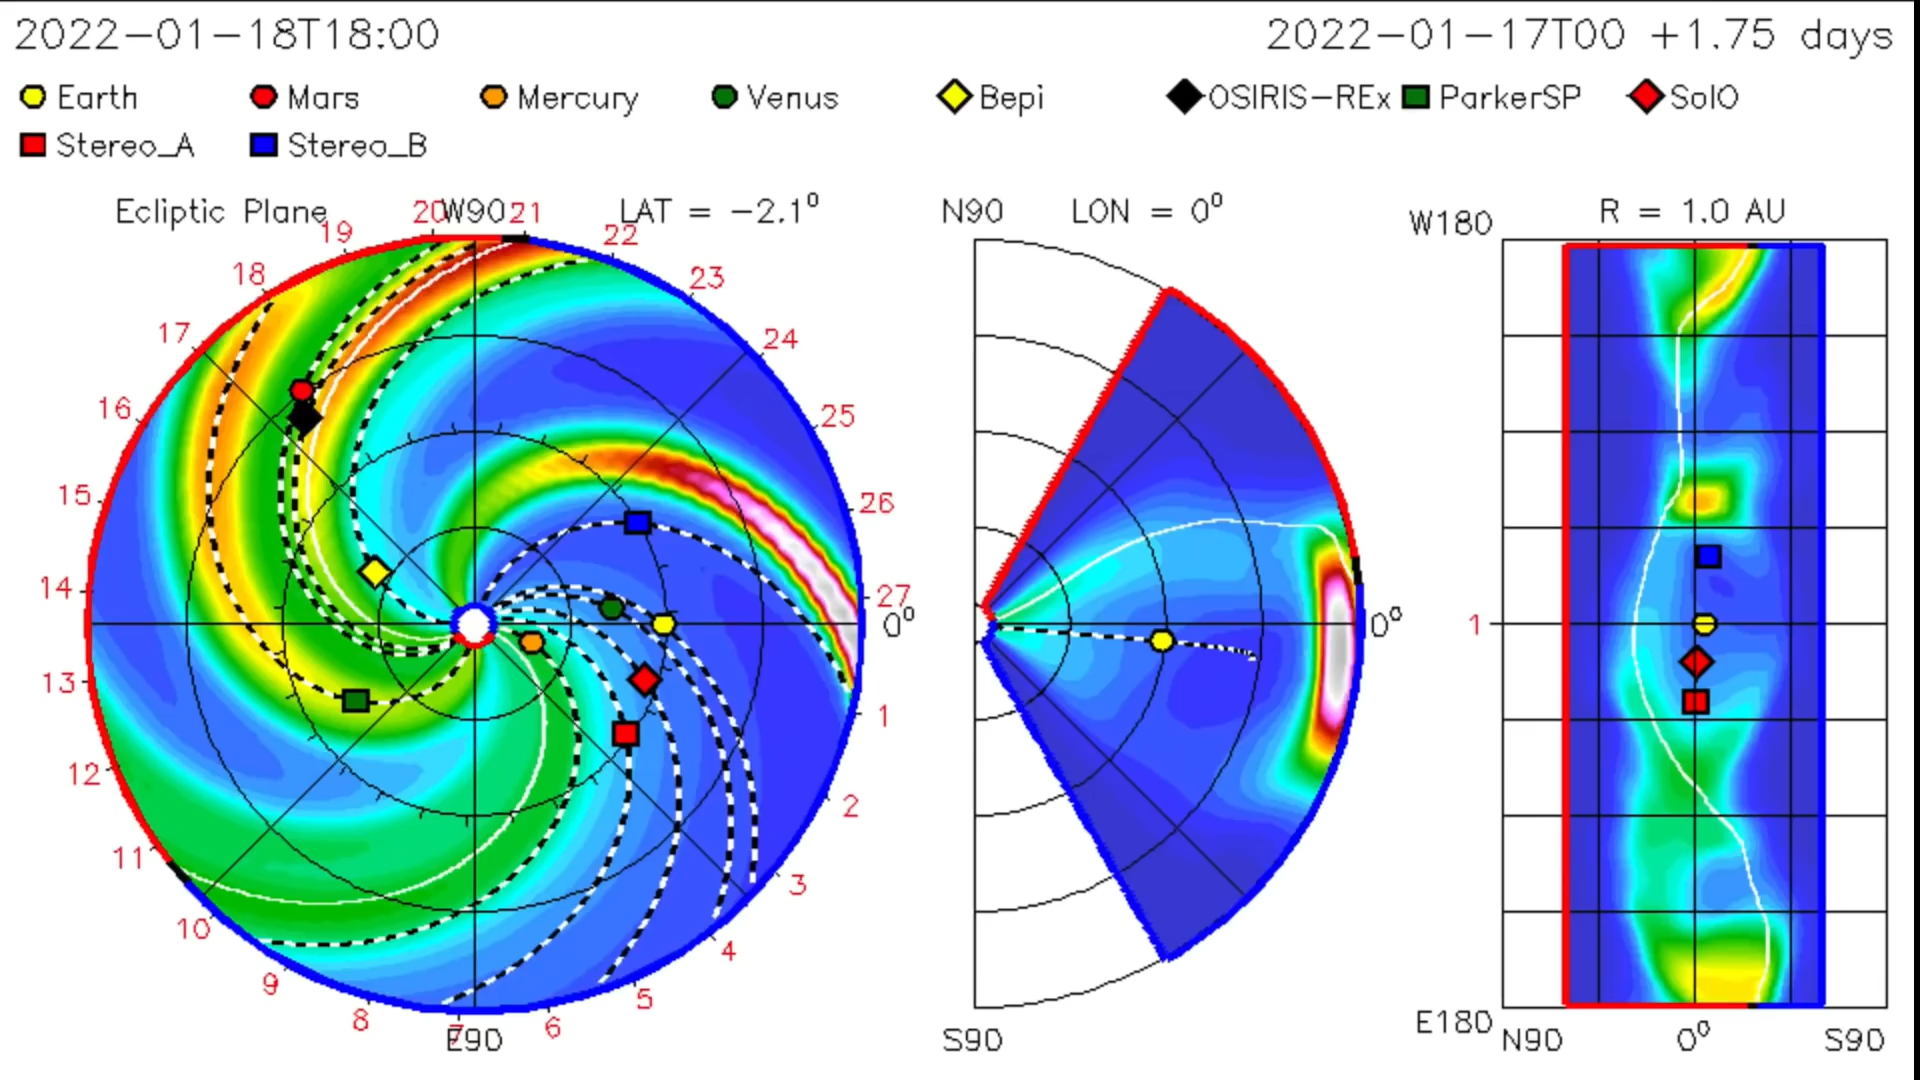 2022-01-18T18:00 2022-01-17T00 +1.75 days
Earth Mars Mercury Venus Bepi OSIRIS-REx ParkerSP SolO
Stereo_A Stereo_B
Ecliptic Plane W90 LAT = -2.1° N90 LON = 0° W180 R = 1.0 AU
20 21
19 22
18 23
17 24
16 25
15 26
14 27 0° 0° 1
13 1
12 2
11 3
10 4
9 5
8 7 6
E90 S90 E180 N90 0° S90